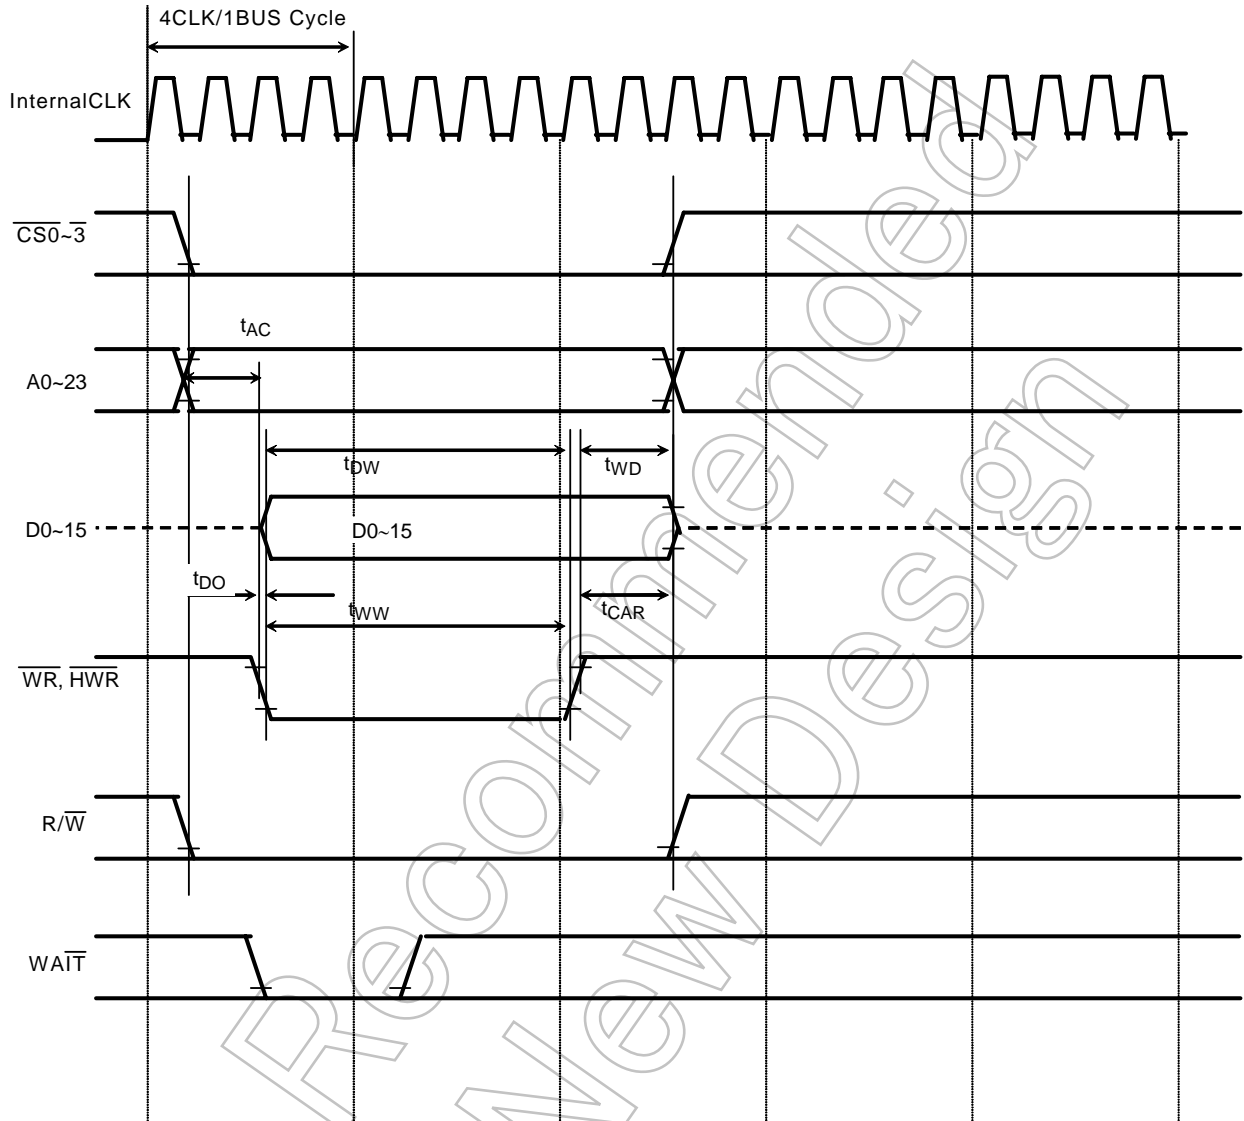 4CLK/1BUS Cycle
InternalCLK
CS0~3
tAC
A0~23
tDW
tWD
D0~15
D0~15
tDO
tWW
tCAR
WR, HWR
R/W
WAIT
Recommended
New Design